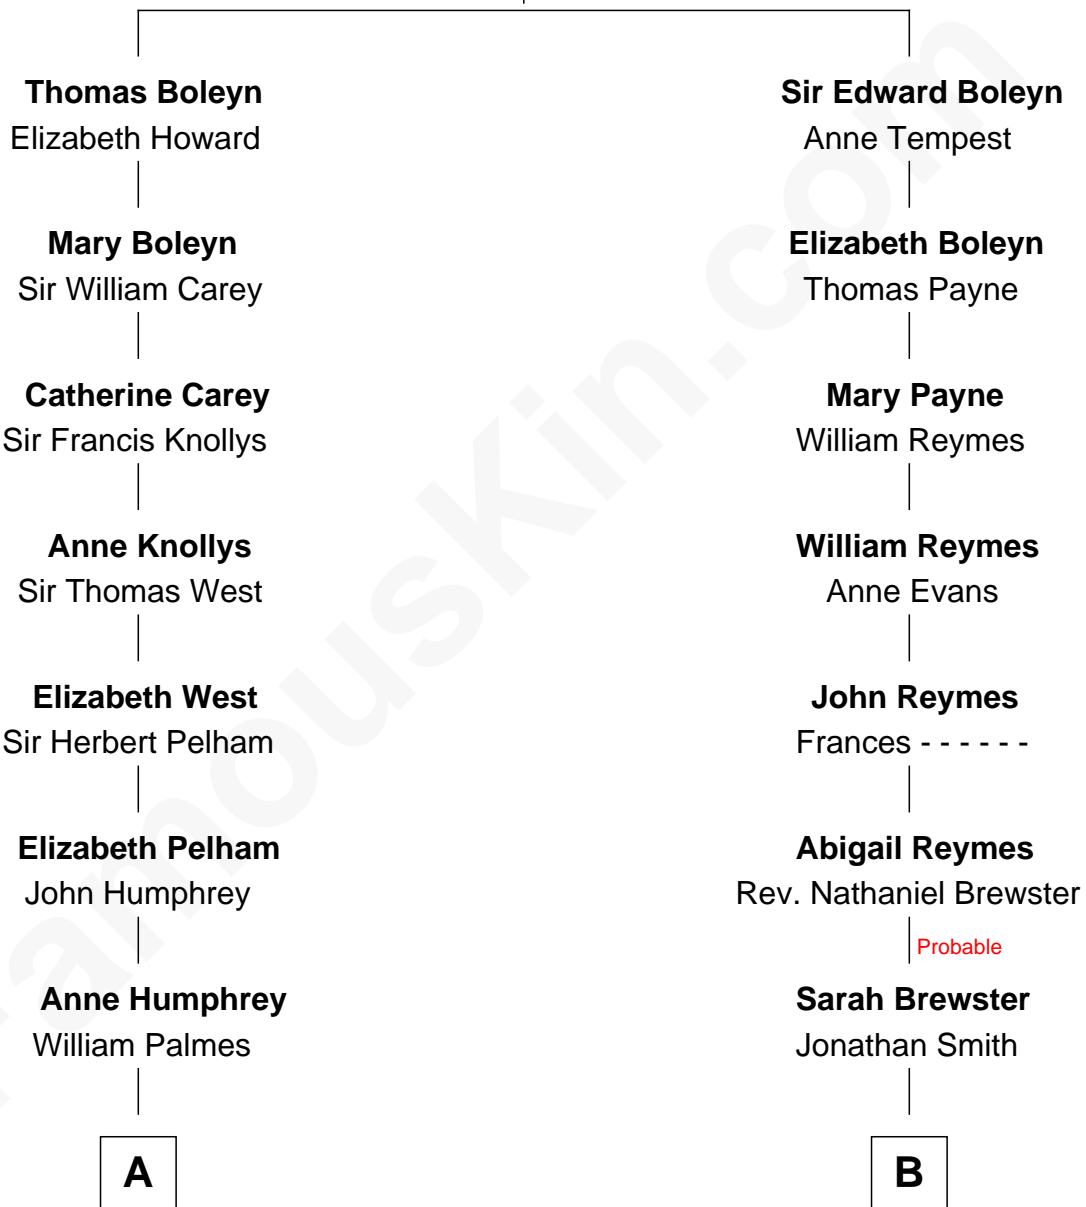 Thomas Boleyn
Elizabeth Howard
Mary Boleyn
Sir William Carey
Catherine Carey
Sir Francis Knollys
Anne Knollys
Sir Thomas West
Elizabeth West
Sir Herbert Pelham
Elizabeth Pelham
John Humphrey
Anne Humphrey
William Palmes
A
Sir Edward Boleyn
Anne Tempest
Elizabeth Boleyn
Thomas Payne
Mary Payne
William Reymes
William Reymes
Anne Evans
John Reymes
Frances - - - - - -
Abigail Reymes
Rev. Nathaniel Brewster
Probable
Sarah Brewster
Jonathan Smith
B
FamousKin.com